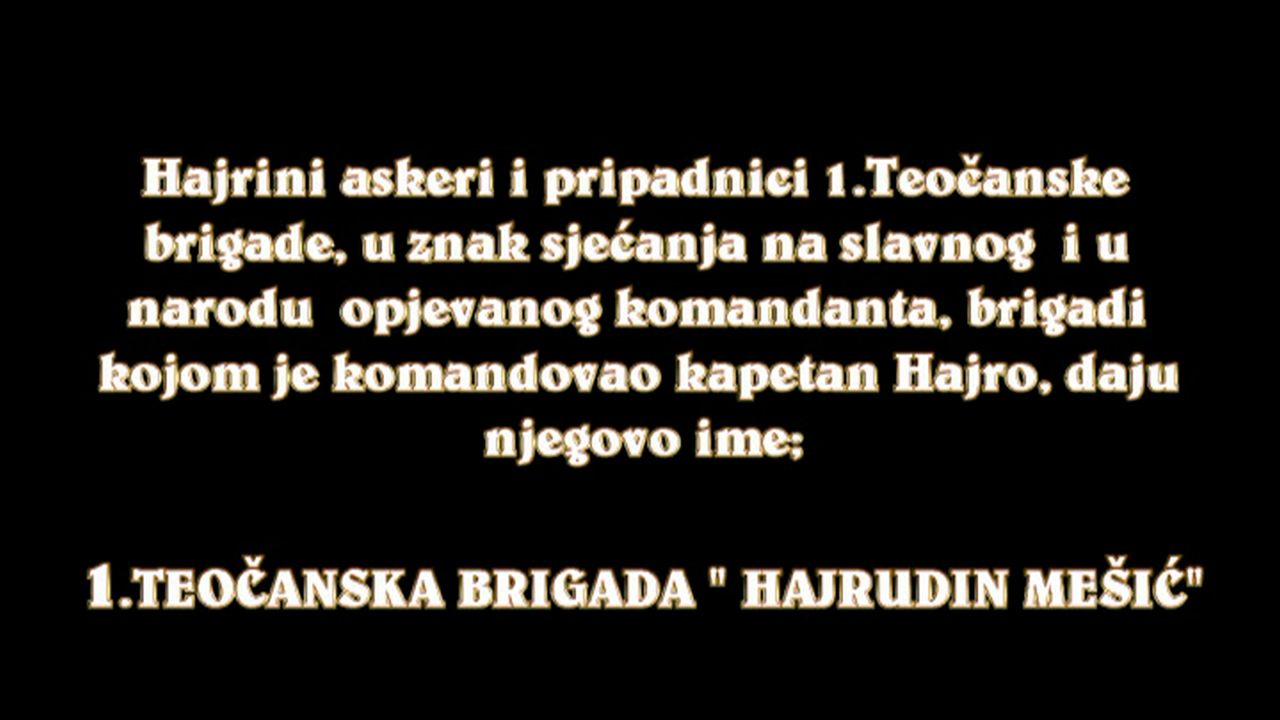 Hajrini askeri i pripadnici 1.Teočanske
brigade, u znak sjećanja na slavnog  i u
narodu  opjevanog komandanta, brigadi
kojom je komandovao kapetan Hajro, daju
njegovo ime;
1.TEOČANSKA BRIGADA " HAJRUDIN MEŠIĆ"